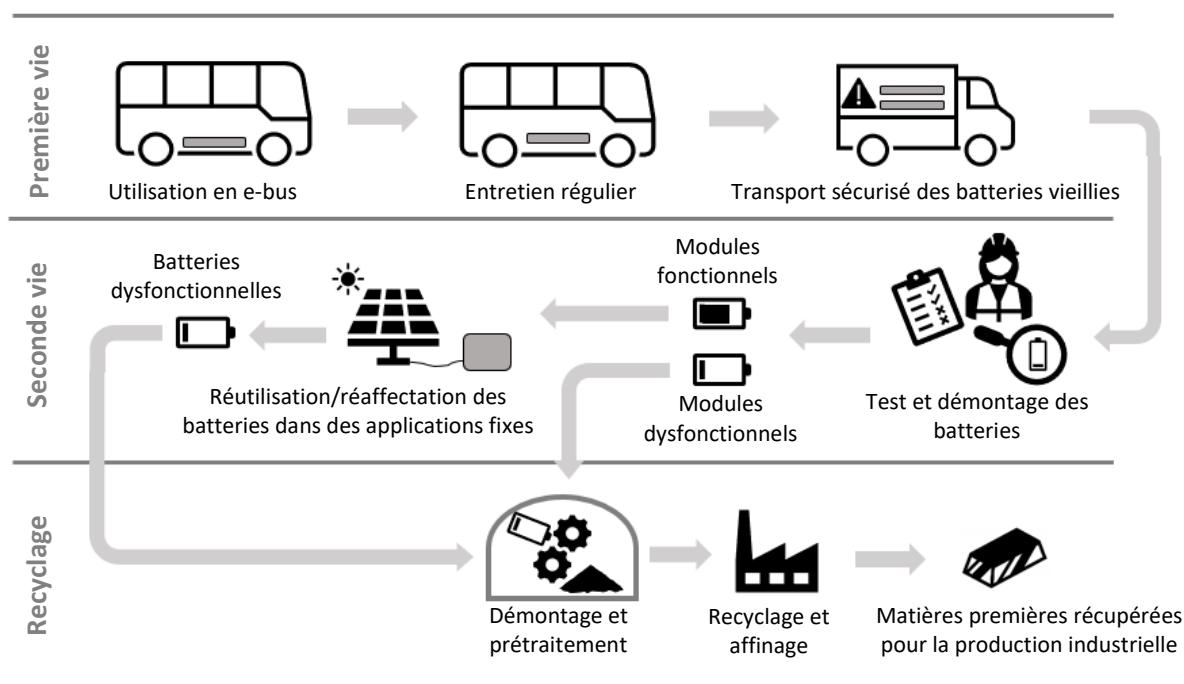 Première vie
Utilisation en e-bus
Entretien régulier
Transport sécurisé des batteries vieillies
Seconde vie
Batteries
dysfonctionnelles
Réutilisation/réaffectation des
batteries dans des applications fixes
Modules
fonctionnels
Modules
dysfonctionnels
Test et démontage des
batteries
Recyclage
Démontage et
prétraitement
Recyclage et
affinage
Matières premières récupérées
pour la production industrielle